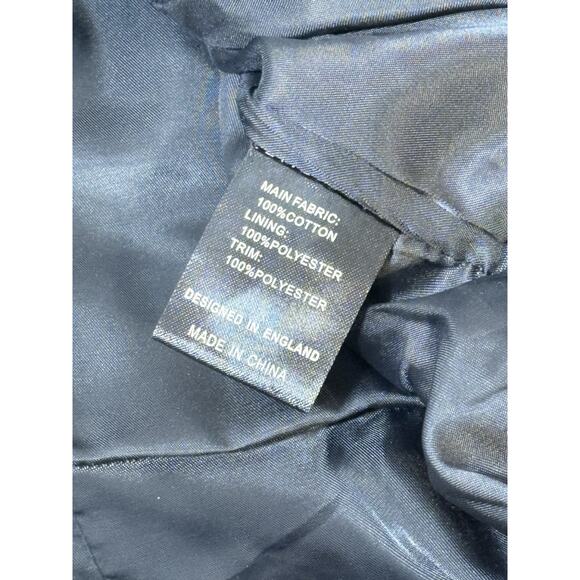 MAIN FABRIC:
100%COTTON
LINING:
100%POLYESTER
TRIM:
100%POLYESTER
DESIGNED IN ENGLAND
MADE IN CHINA